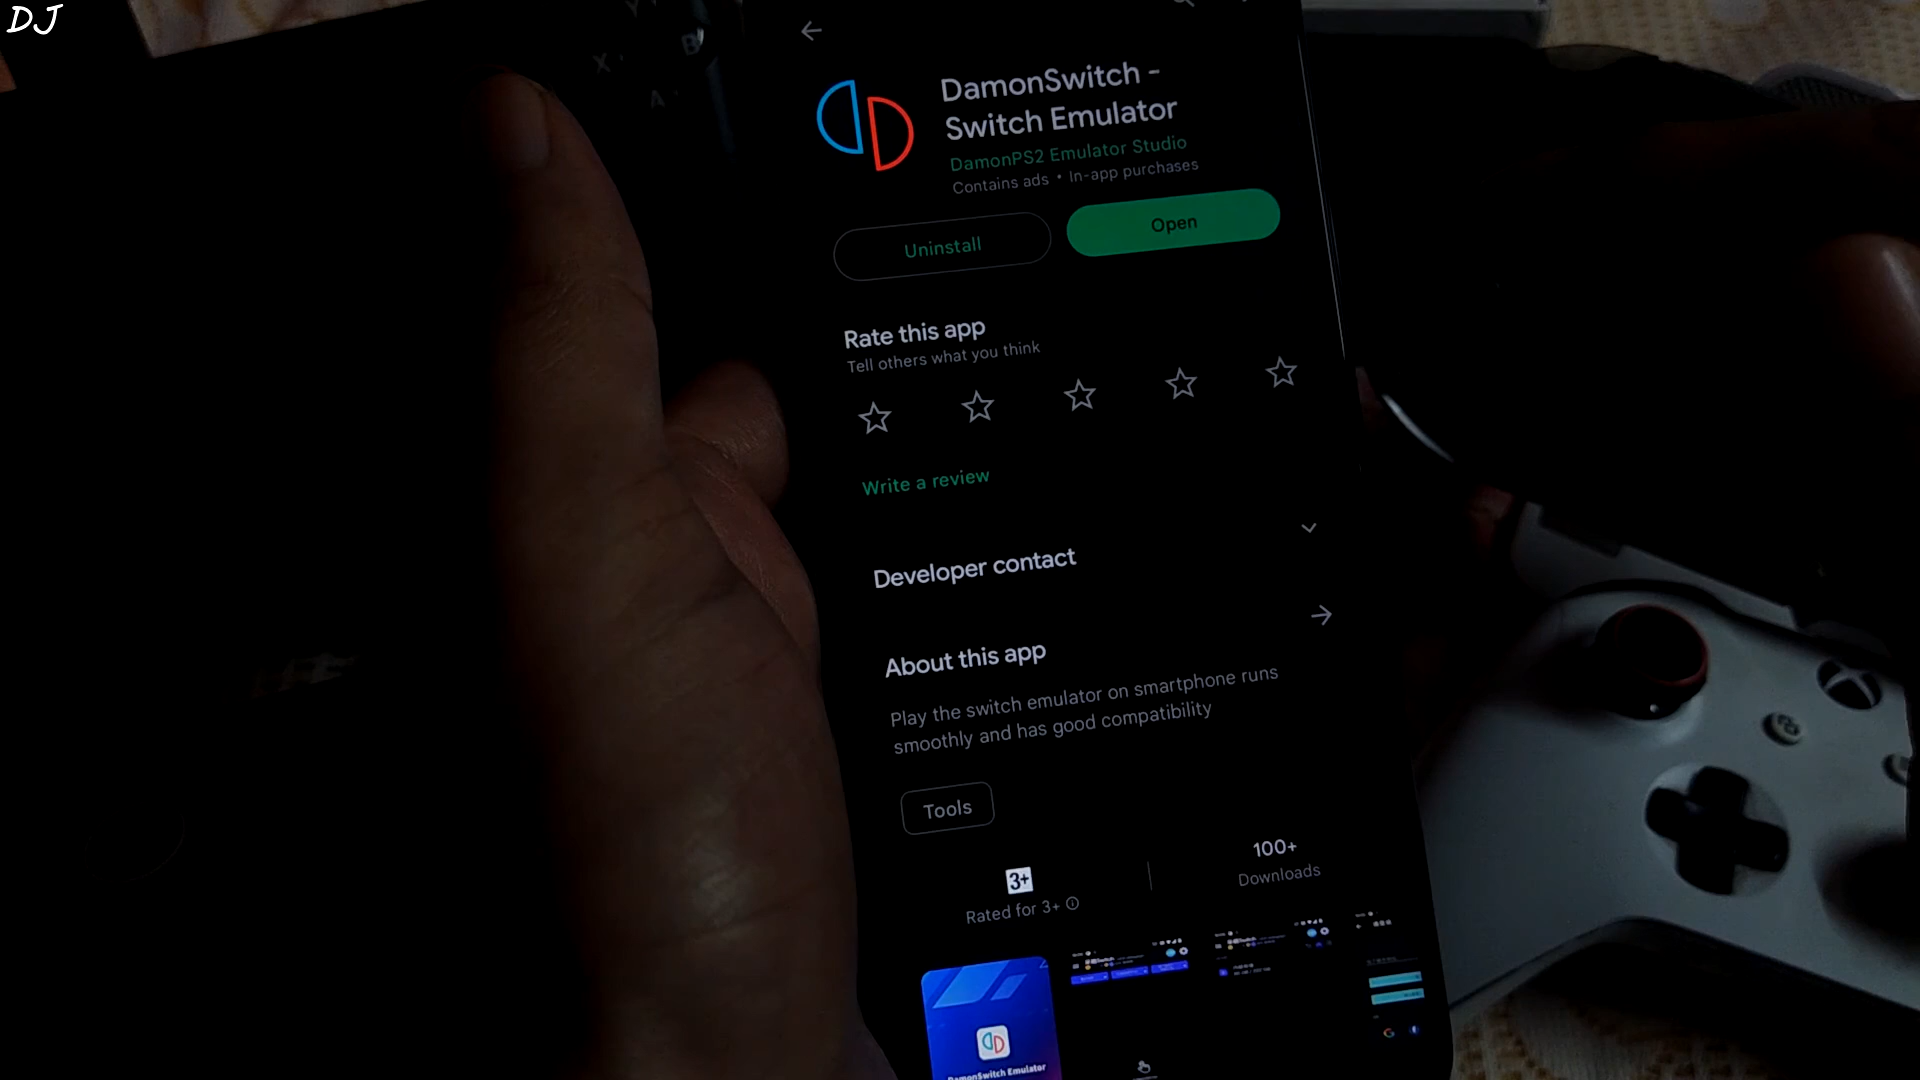 DJ
Y
X
B
A
DamonSwitch -
Switch Emulator
DamonPS2 Emulator Studio
Contains ads • In-app purchases
Uninstall
Open
Rate this app
Tell others what you think
Write a review
Developer contact
About this app
Play the switch emulator on smartphone runs
smoothly and has good compatibility
Tools
3+
Rated for 3+
100+
Downloads
DamonSwitch Emulator